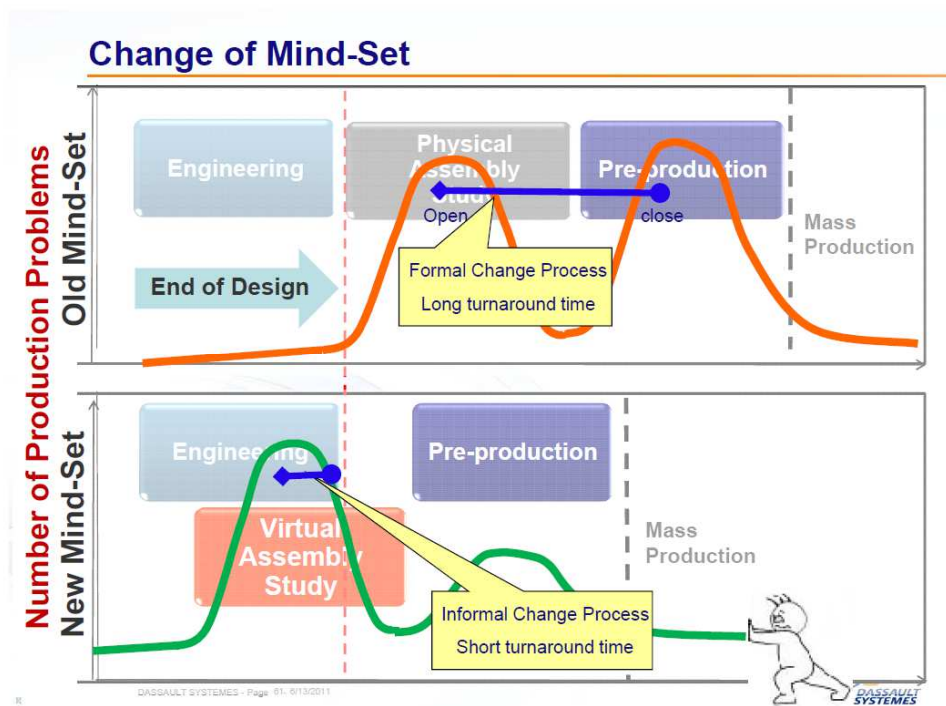 Change of Mind-Set
Number of Production Problems
Old Mind-Set
Engineering
Physical
Assembly
Study
Pre-production
Open
close
Mass
Production
End of Design
Formal Change Process
Long turnaround time
New Mind-Set
Engineering
Pre-production
Virtual
Assembly
Study
Mass
Production
Informal Change Process
Short turnaround time
DASSAULT SYSTEMES - Page 61- 6/13/2011
DASSAULT
SYSTEMES